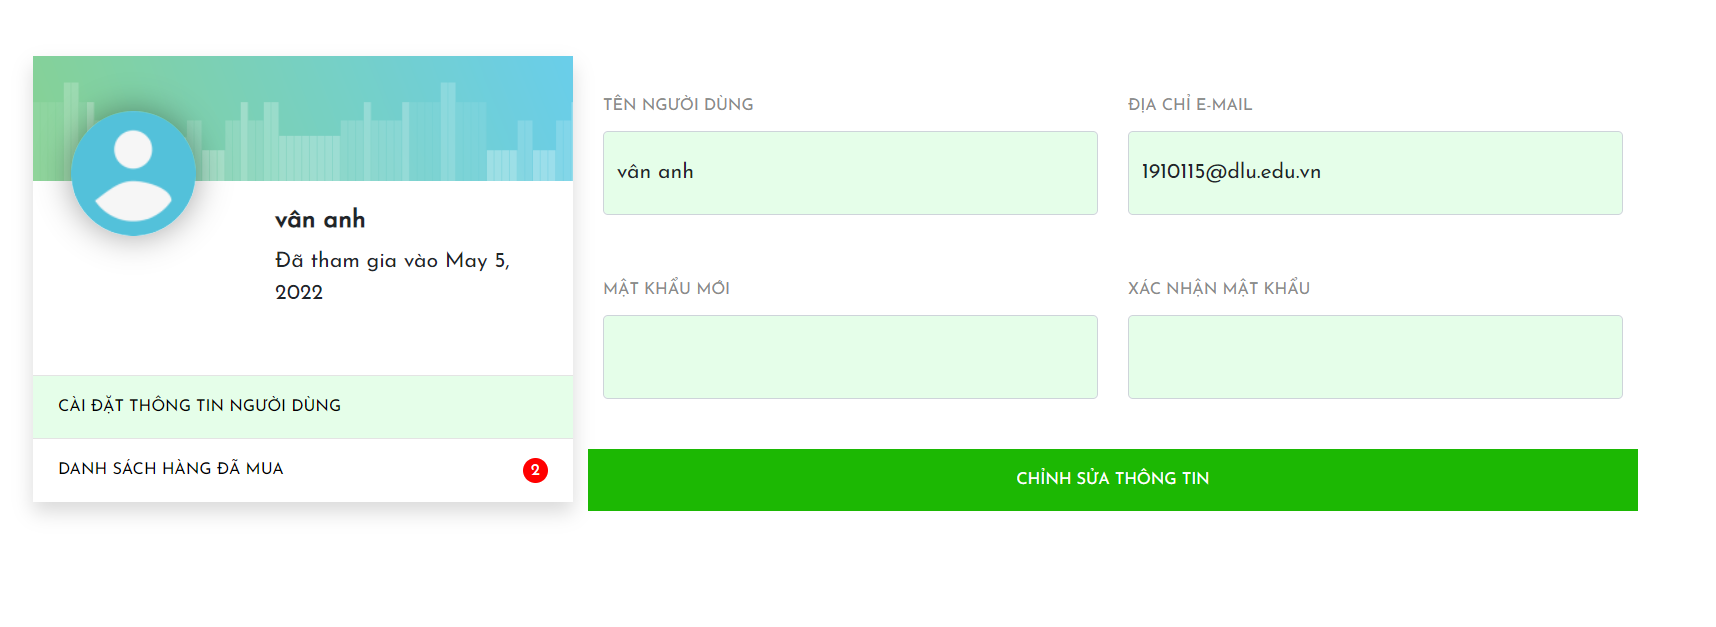 vân anh
Đã tham gia vào May 5,
2022
CÀI ĐẶT THÔNG TIN NGƯỜI DÙNG
DANH SÁCH HÀNG ĐÃ MUA 2
TÊN NGƯỜI DÙNG
vân anh
ĐỊA CHỈ E-MAIL
1910115@dlu.edu.vn
MẬT KHẨU MỚI
XÁC NHẬN MẬT KHẨU
CHỈNH SỬA THÔNG TIN